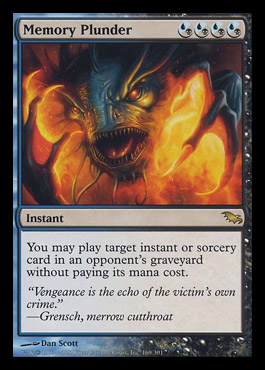 Memory Plunder
Instant
You may play target instant or sorcery
card in an opponent's graveyard
without paying its mana cost.
"Vengeance is the echo of the victim's own
crime."
—Grensch, merrow cutthroat
Dan Scott